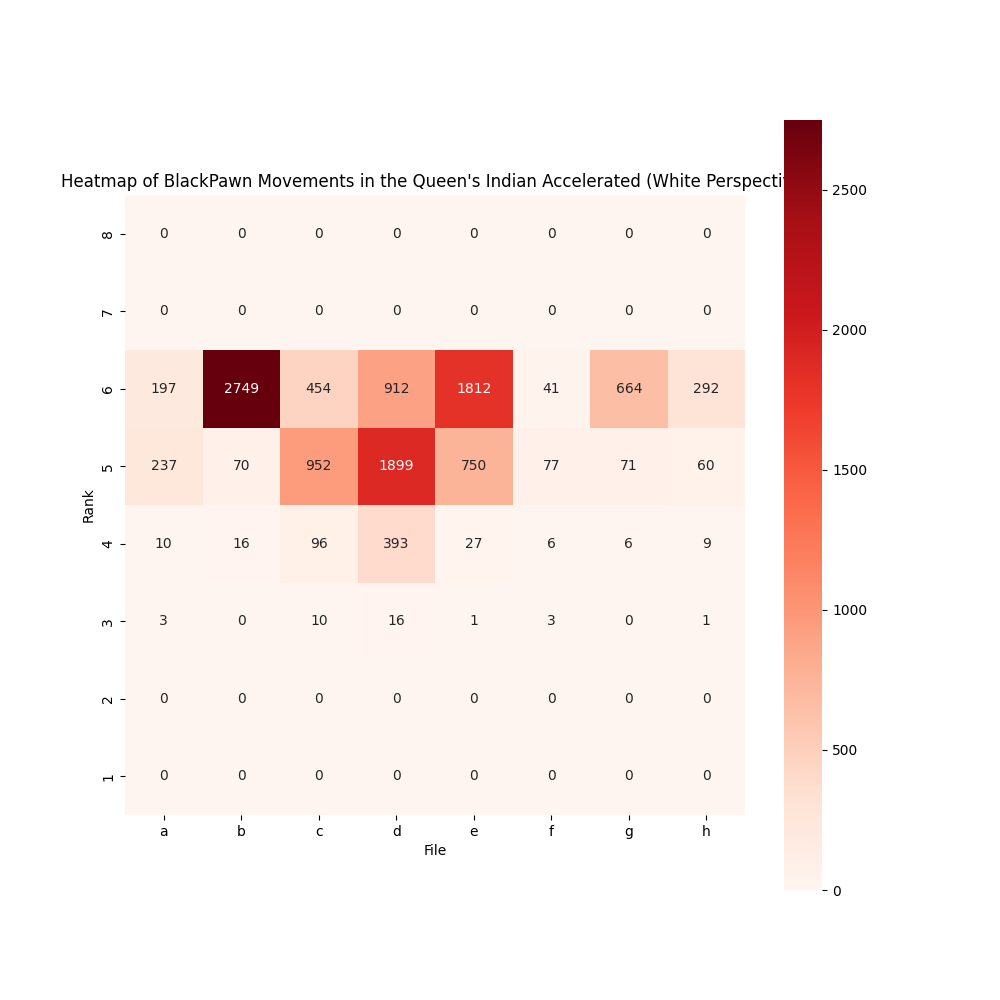 Heatmap of BlackPawn Movements in the Queen's Indian Accelerated (White Perspecti
8 0 0 0 0 0 0 0 0
7 0 0 0 0 0 0 0 0
6 197 2749 454 912 1812 41 664 292
5 237 70 952 1899 750 77 71 60
4 10 16 96 393 27 6 6 9
3 3 0 10 16 1 3 0 1
2 0 0 0 0 0 0 0 0
1 0 0 0 0 0 0 0 0
a b c d e f g h
File
Rank
2500
2000
1500
1000
500
0